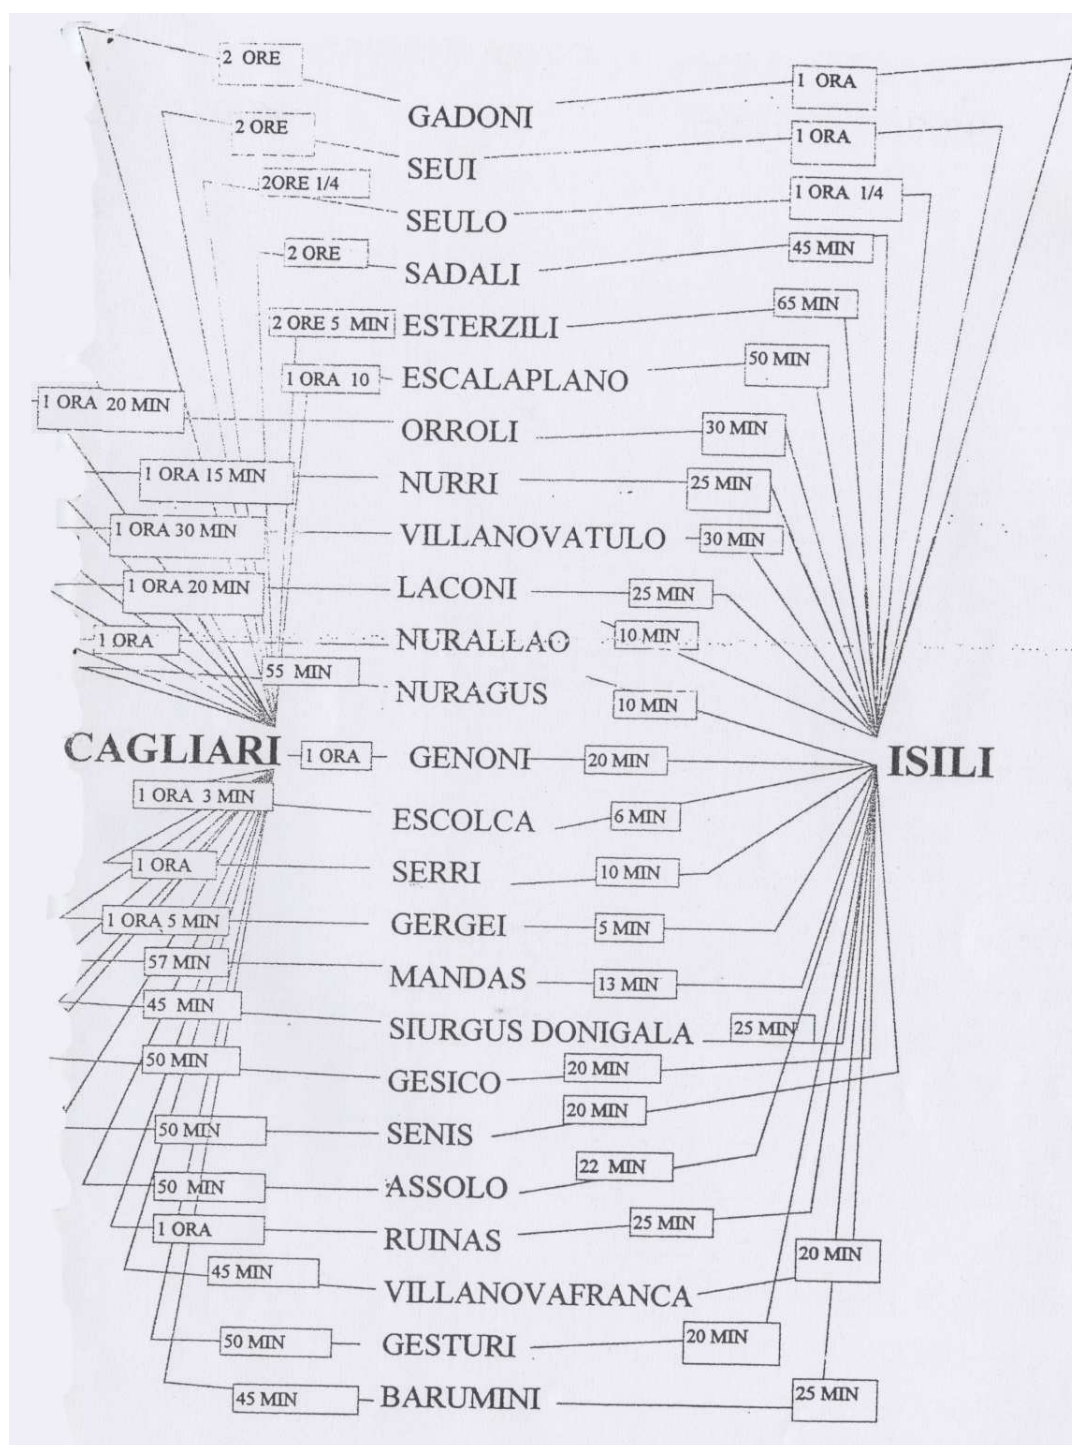 2 ORE GADONI 1 ORA
2 ORE SEUI 1 ORA
2ORE 1/4 SEULO 1 ORA 1/4
2 ORE SADALI 45 MIN
2 ORE 5 MIN ESTERZILI 65 MIN
1 ORA 10 ESCALAPLANO 50 MIN
1 ORA 20 MIN ORROLI 30 MIN
1 ORA 15 MIN NURRI 25 MIN
1 ORA 30 MIN VILLANOVATULO 30 MIN
1 ORA 20 MIN LACONI 25 MIN
1 ORA NURALLAO 10 MIN
55 MIN NURAGUS 10 MIN
CAGLIARI 1 ORA GENONI 20 MIN ISILI
1 ORA 3 MIN ESCOLCA 6 MIN
1 ORA SERRI 10 MIN
1 ORA 5 MIN GERGEI 5 MIN
57 MIN MANDAS 13 MIN
45 MIN SIURGUS DONIGALA 25 MIN
50 MIN GESICO 20 MIN
50 MIN SENIS 20 MIN
50 MIN ASSOLO 22 MIN
1 ORA RUINAS 25 MIN
45 MIN VILLANOVAFRANCA 20 MIN
50 MIN GESTURI 20 MIN
45 MIN BARUMINI 25 MIN